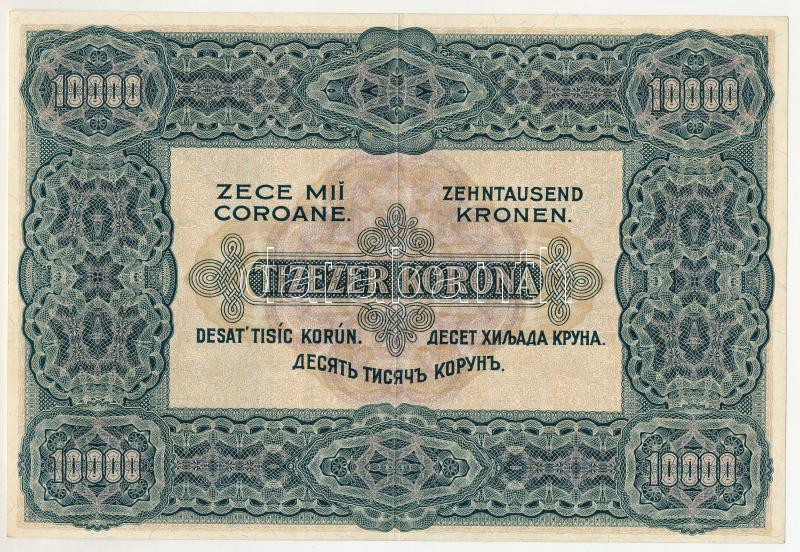 10000
10000
ZECE MIĬ
COROANE.
ZEHNTAUSEND
KRONEN.
TIZEZER KORONA
DESAT' TISÍC KORÚN.
ДЕСЕТ ХИЉАДА КРУНА.
ДЕСЯТЬ ТИСЯЧЪ КОРУНЪ.
10000
10000